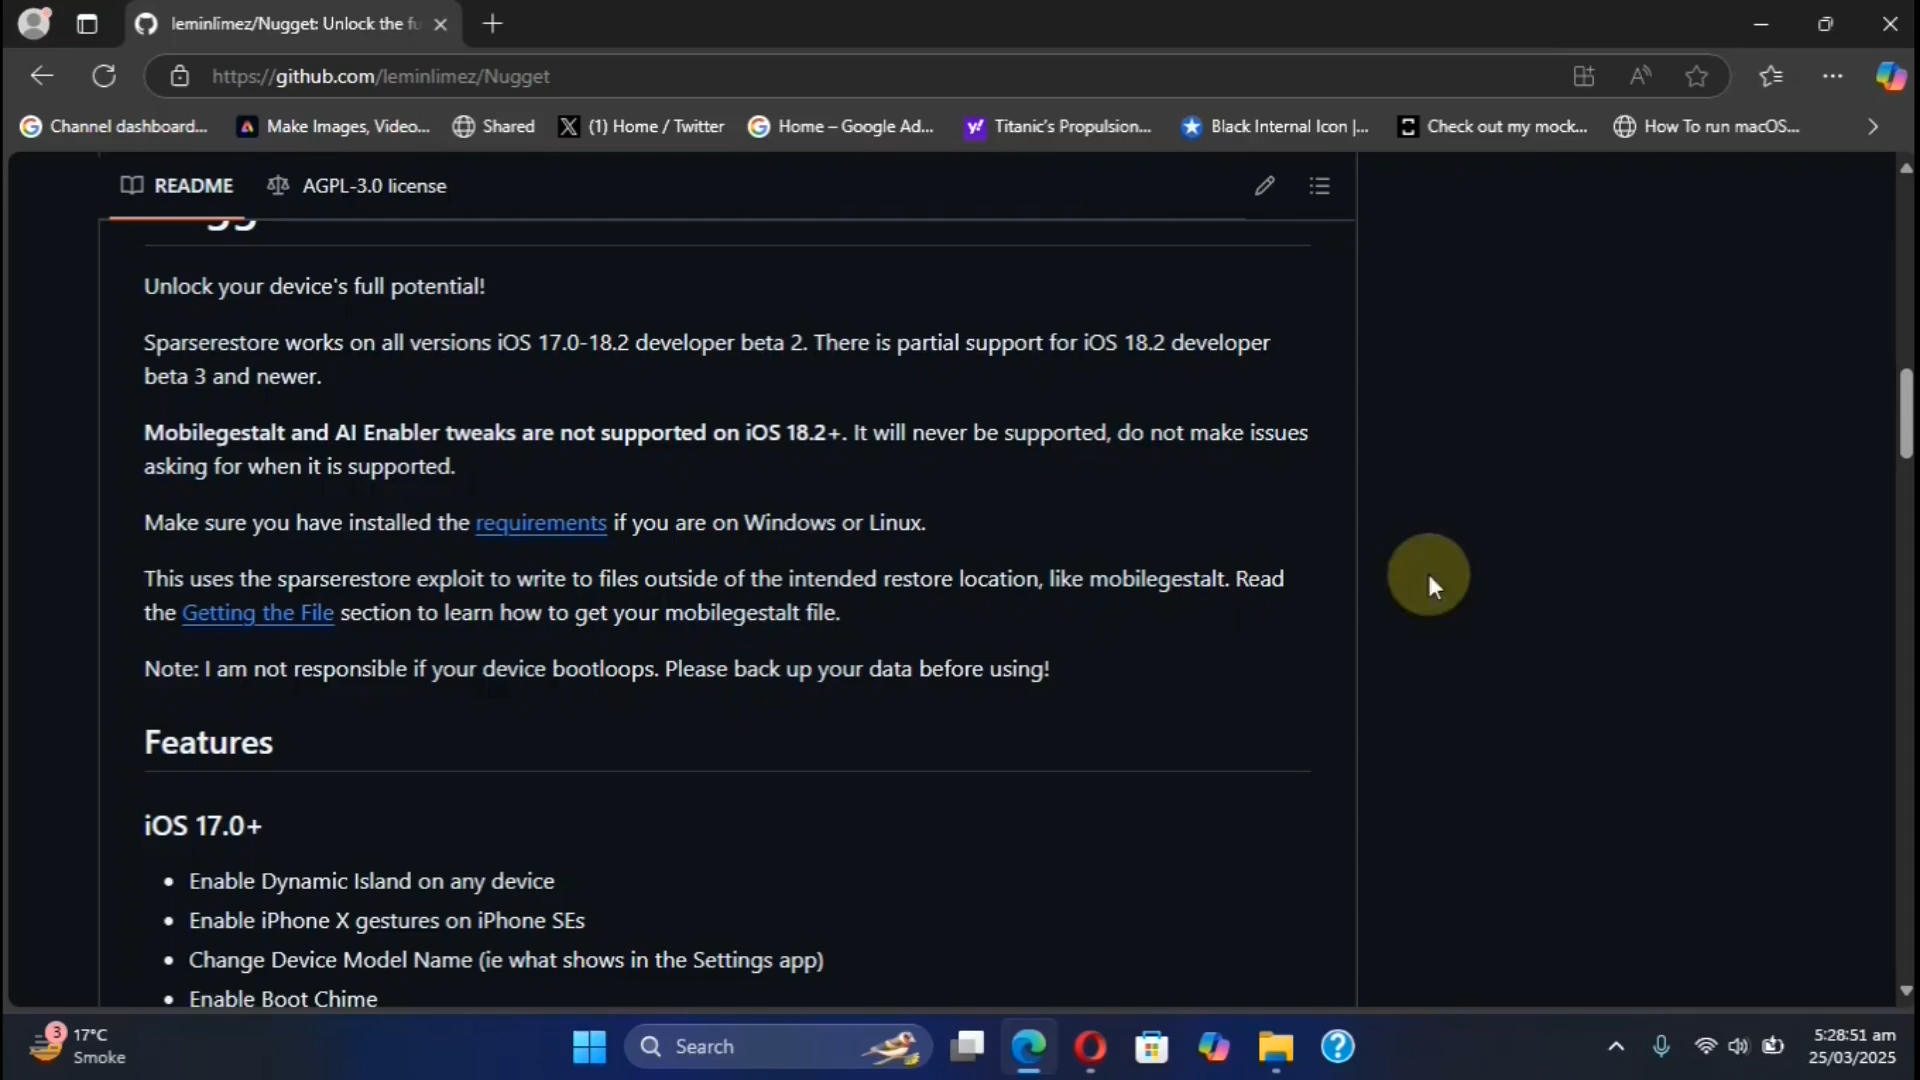 leminlimez/Nugget: Unlock the fu
https://github.com/leminlimez/Nugget
Channel dashboard...
Make Images, Video...
Shared
(1) Home / Twitter
Home – Google Ad...
Titanic's Propulsion...
Black Internal Icon |...
Check out my mock...
How To run macOS...
README
AGPL-3.0 license
Unlock your device's full potential!
Sparserestore works on all versions iOS 17.0-18.2 developer beta 2. There is partial support for iOS 18.2 developer
beta 3 and newer.
Mobilegestalt and AI Enabler tweaks are not supported on iOS 18.2+. It will never be supported, do not make issues
asking for when it is supported.
Make sure you have installed the requirements if you are on Windows or Linux.
This uses the sparserestore exploit to write to files outside of the intended restore location, like mobilegestalt. Read
the Getting the File section to learn how to get your mobilegestalt file.
Note: I am not responsible if your device bootloops. Please back up your data before using!
Features
iOS 17.0+
• Enable Dynamic Island on any device
• Enable iPhone X gestures on iPhone SEs
• Change Device Model Name (ie what shows in the Settings app)
• Enable Boot Chime
3
17°C
Smoke
Search
5:28:51 am
25/03/2025